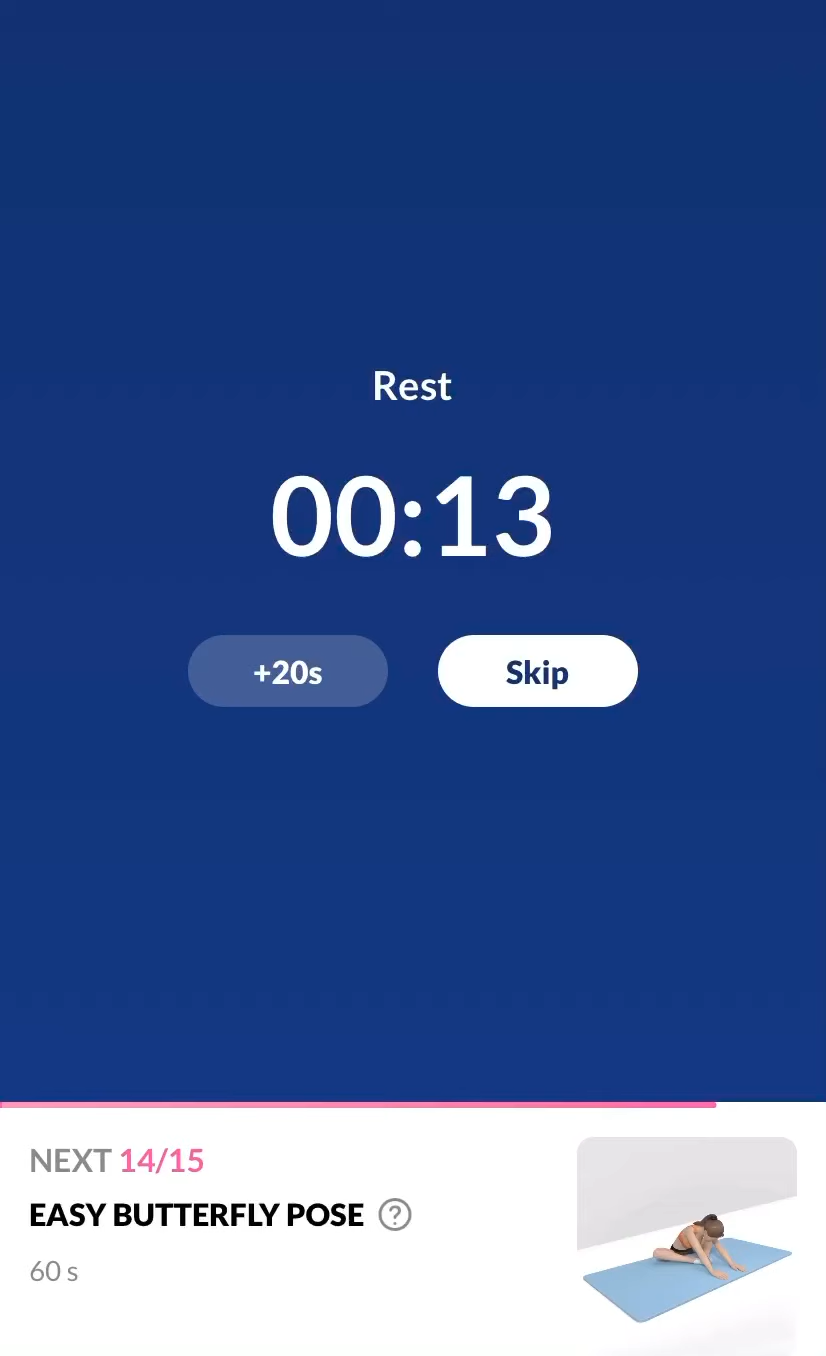 Rest
00:13
+20s Skip
NEXT 14/15
EASY BUTTERFLY POSE ?
60 s